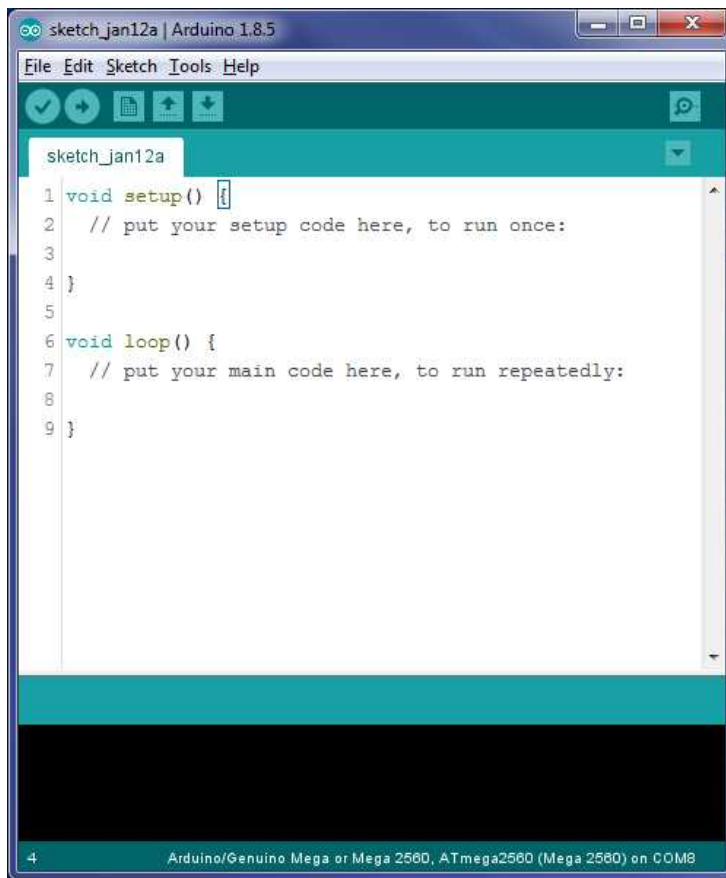 sketch_jan12a | Arduino 1.8.5
File Edit Sketch Tools Help
sketch_jan12a
1 void setup() {
2   // put your setup code here, to run once:
3
4 }
5
6 void loop() {
7   // put your main code here, to run repeatedly:
8
9 }
4 Arduino/Genuino Mega or Mega 2560, ATmega2560 (Mega 2560) on COM8